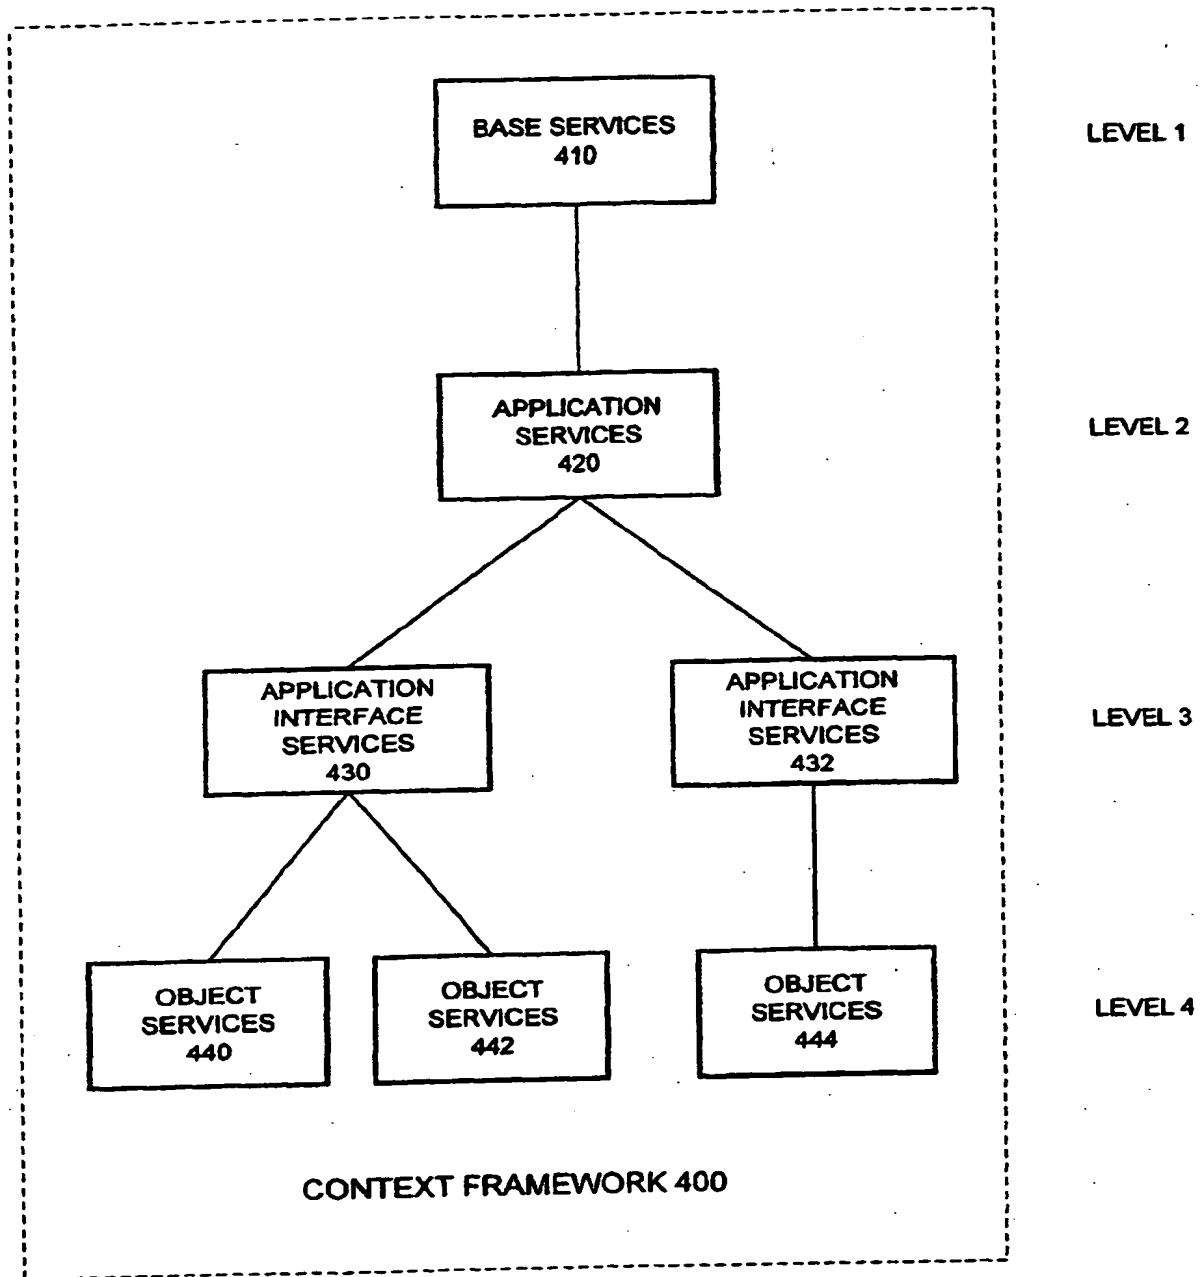 BASE SERVICES
410
LEVEL 1
APPLICATION
SERVICES
420
LEVEL 2
APPLICATION
INTERFACE
SERVICES
430
APPLICATION
INTERFACE
SERVICES
432
LEVEL 3
OBJECT
SERVICES
440
OBJECT
SERVICES
442
OBJECT
SERVICES
444
LEVEL 4
CONTEXT FRAMEWORK 400